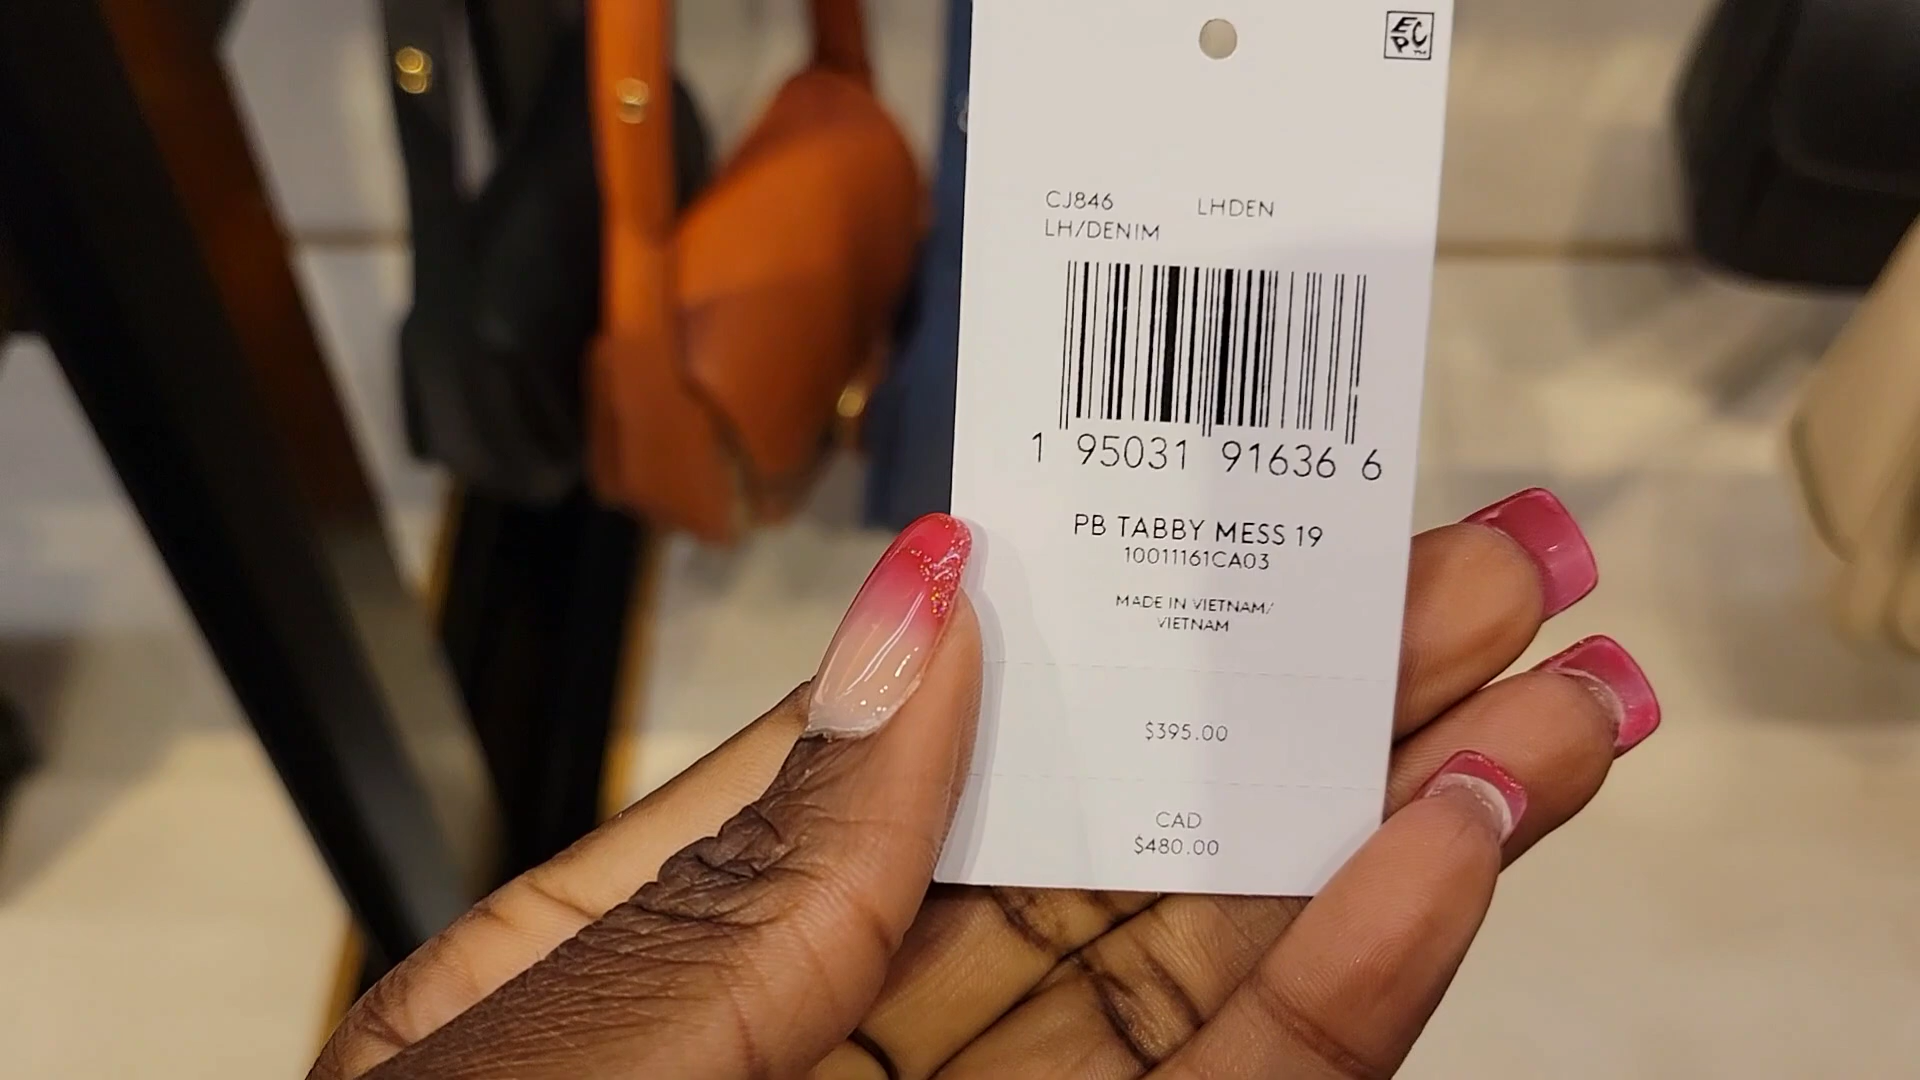 EPC™
CJ846 LHDEN
LH/DENIM
1 95031 91636 6
PB TABBY MESS 19
10011161CA03
MADE IN VIETNAM/
VIETNAM
$395.00
CAD
$480.00